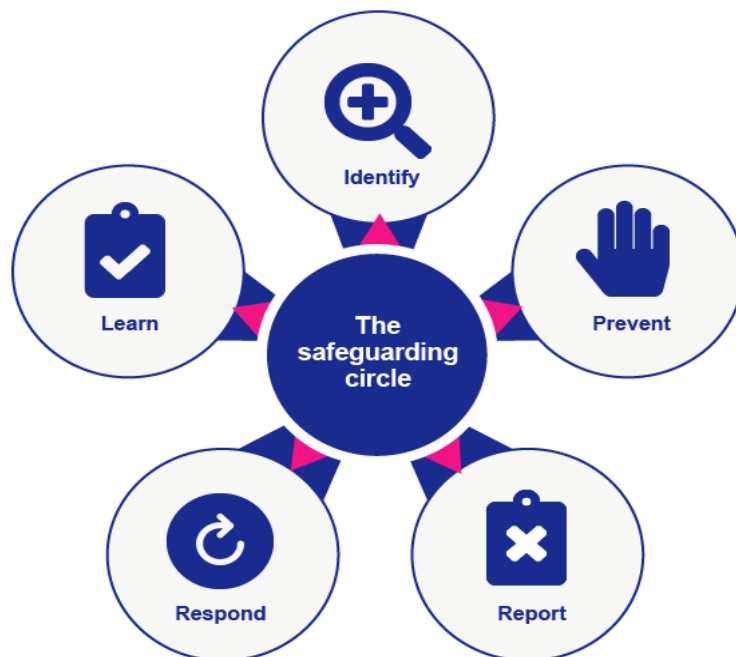 Identify
Prevent
Report
Respond
Learn
The
safeguarding
circle